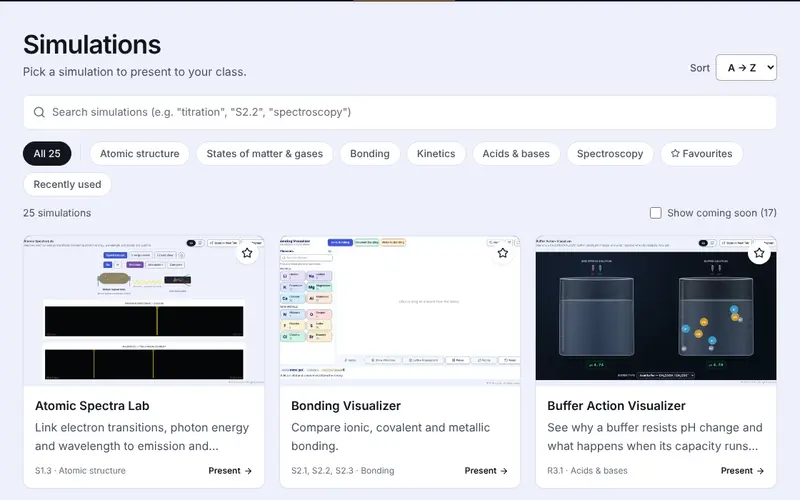 Simulations
Pick a simulation to present to your class.
Sort
A → Z
Search simulations (e.g. "titration", "S2.2", "spectroscopy")
All 25
Atomic structure
States of matter & gases
Bonding
Kinetics
Acids & bases
Spectroscopy
Favourites
Recently used
25 simulations
Show coming soon (17)
Bonding Visualizer
Atomic Spectra Lab
Link electron transitions, photon energy
and wavelength to emission and...
S1.3 · Atomic structure
Present →
Bonding Visualizer
Compare ionic, covalent and metallic
bonding.
S2.1, S2.2, S2.3 · Bonding
Present →
Buffer Action Visualizer
See why a buffer resists pH change and
what happens when its capacity runs...
R3.1 · Acids & bases
Present →